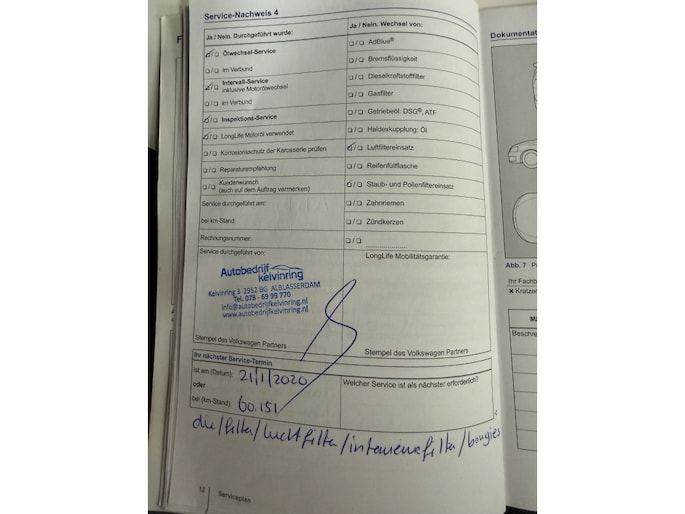 Service-Nachweis 4
Ja / Nein. Durchgeführt wurde:
Ölwechsel-Service
im Verbund
Intervall-Service
inklusive Motorölwechsel
im Verbund
Inspektions-Service
LongLife Motoröl verwendet
Korrosionsschutz der Karosserie prüfen
Reparaturempfehlung
Kundenwunsch
(auch auf dem Auftrag vermerken)
Service durchgeführt am:
bei km-Stand:
Rechnungsnummer:
Service durchgeführt von:
Autobedrijf
kelvinring
Kelvinring 3 2952 BG ALBLASSERDAM
Tel. 078 - 69 99 770
info@autobedrijfkelvinring.nl
www.autobedrijfkelvinring.nl
Stempel des Volkswagen Partners
Ja / Nein. Wechsel von:
AdBlue®
Bremsflüssigkeit
Dieselkraftstofffilter
Gasfilter
Getriebeöl: DSG®, ATF
Haldexkupplung: Öl
Luftfiltereinsatz
Reifenfüllflasche
Staub- und Pollenfiltereinsatz
Zahnriemen
Zündkerzen
LongLife Mobilitätsgarantie:
Stempel des Volkswagen Partners
Ihr nächster Service-Termin
ist am (Datum): 21/1/2020
oder
bei (km-Stand): 60.151
Welcher Service ist als nächster erforderlich?
olie/filter/luchtfilter/interieurfilter/bougies
12 Serviceplan
Dokumentat
Abb. 7
Ihr Fachb
× Kratzer
Beschre